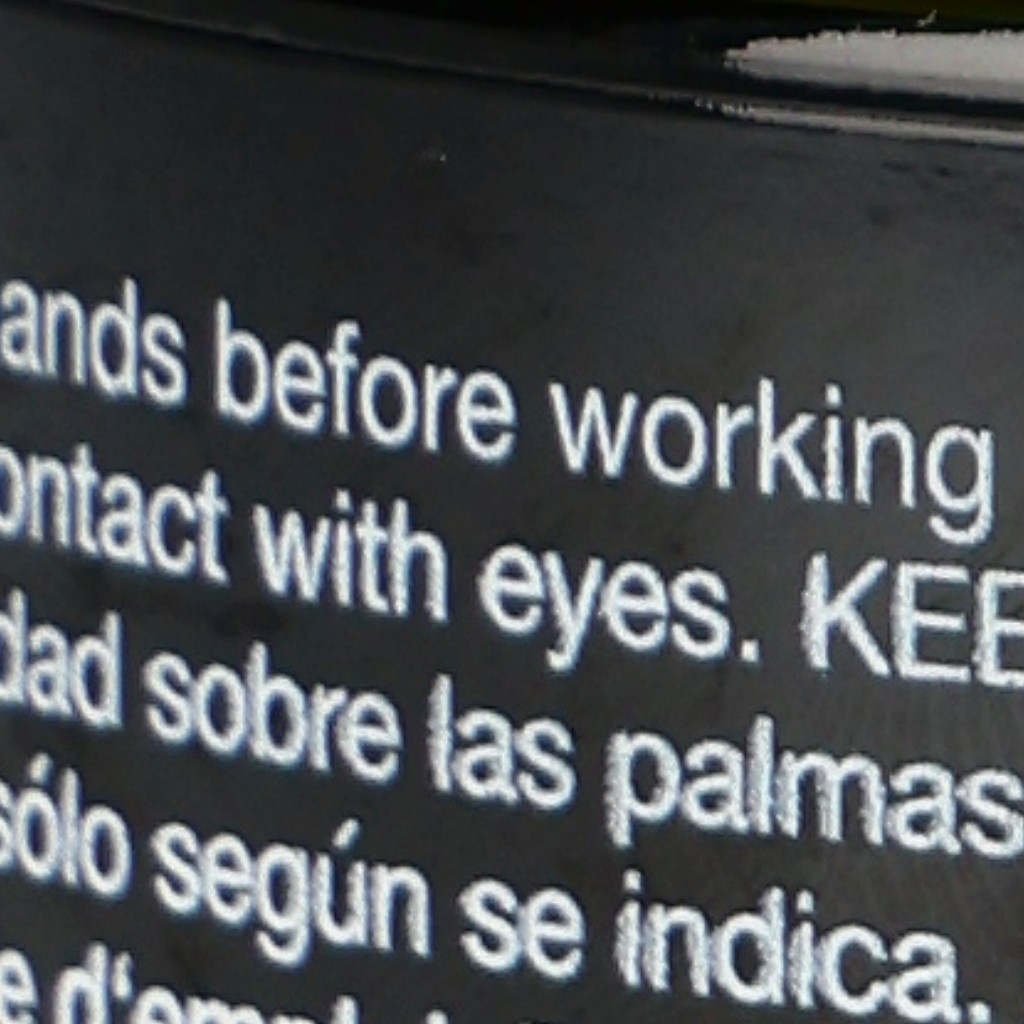 ands before working
ontact with eyes. KEE
dad sobre las palmas
sólo según se indica.
e d'